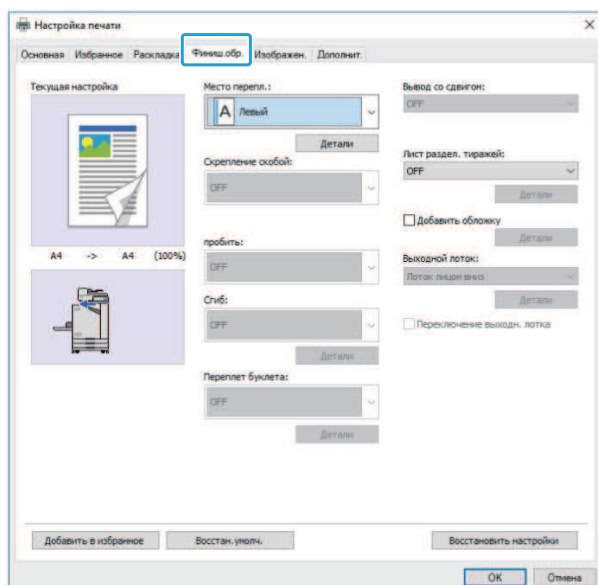 Настройка печати
Основная Избранное Раскладка Финиш.обр. Изображен. Дополнит.
Текущая настройка
A4 -> A4 (100%)
Место перепл.:
A Левый
Детали
Скрепление скобой:
OFF
пробить:
OFF
Сгиб:
OFF
Детали
Переплет буклета:
OFF
Детали
Вывод со сдвигом:
OFF
Лист раздел. тиражей:
OFF
Детали
Добавить обложку
Детали
Выходной лоток:
Лоток лицом вниз
Детали
Переключение выходн. лотка
Добавить в избранное Восстан.умолч. Восстановить настройки
OK Отмена